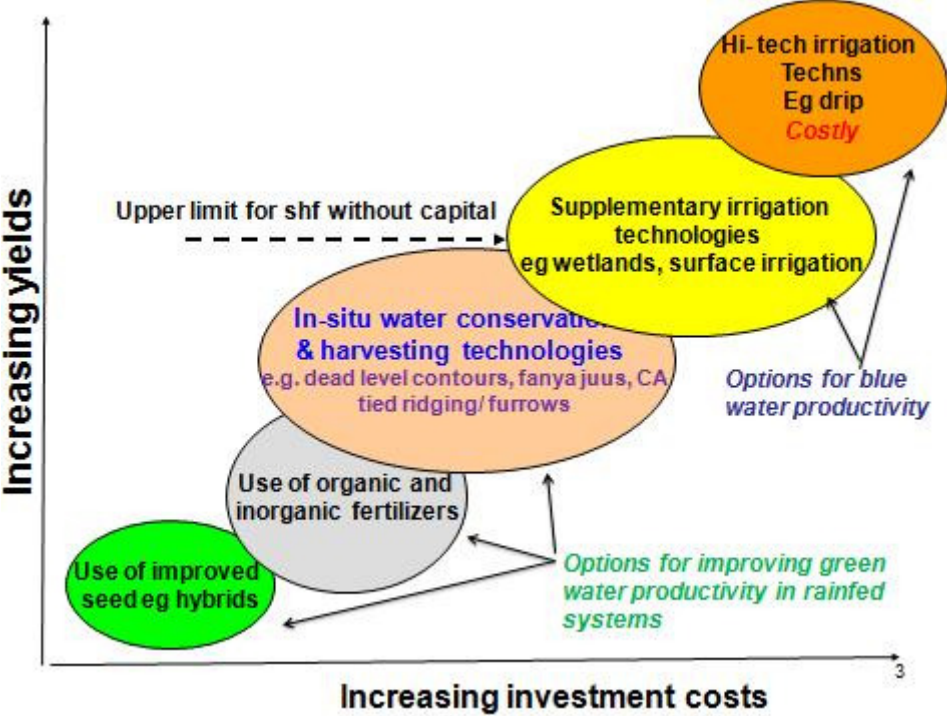 Hi-tech irrigation
Techns
Eg drip
Costly
Upper limit for shf without capital
Supplementary irrigation
technologies
eg wetlands, surface irrigation
In-situ water conservation
& harvesting technologies
e.g. dead level contours, fanya juus, CA
tied ridging/ furrows
Options for blue
water productivity
Use of organic and
inorganic fertilizers
Use of improved
seed eg hybrids
Options for improving green
water productivity in rainfed
systems
Increasing yields
3
Increasing investment costs